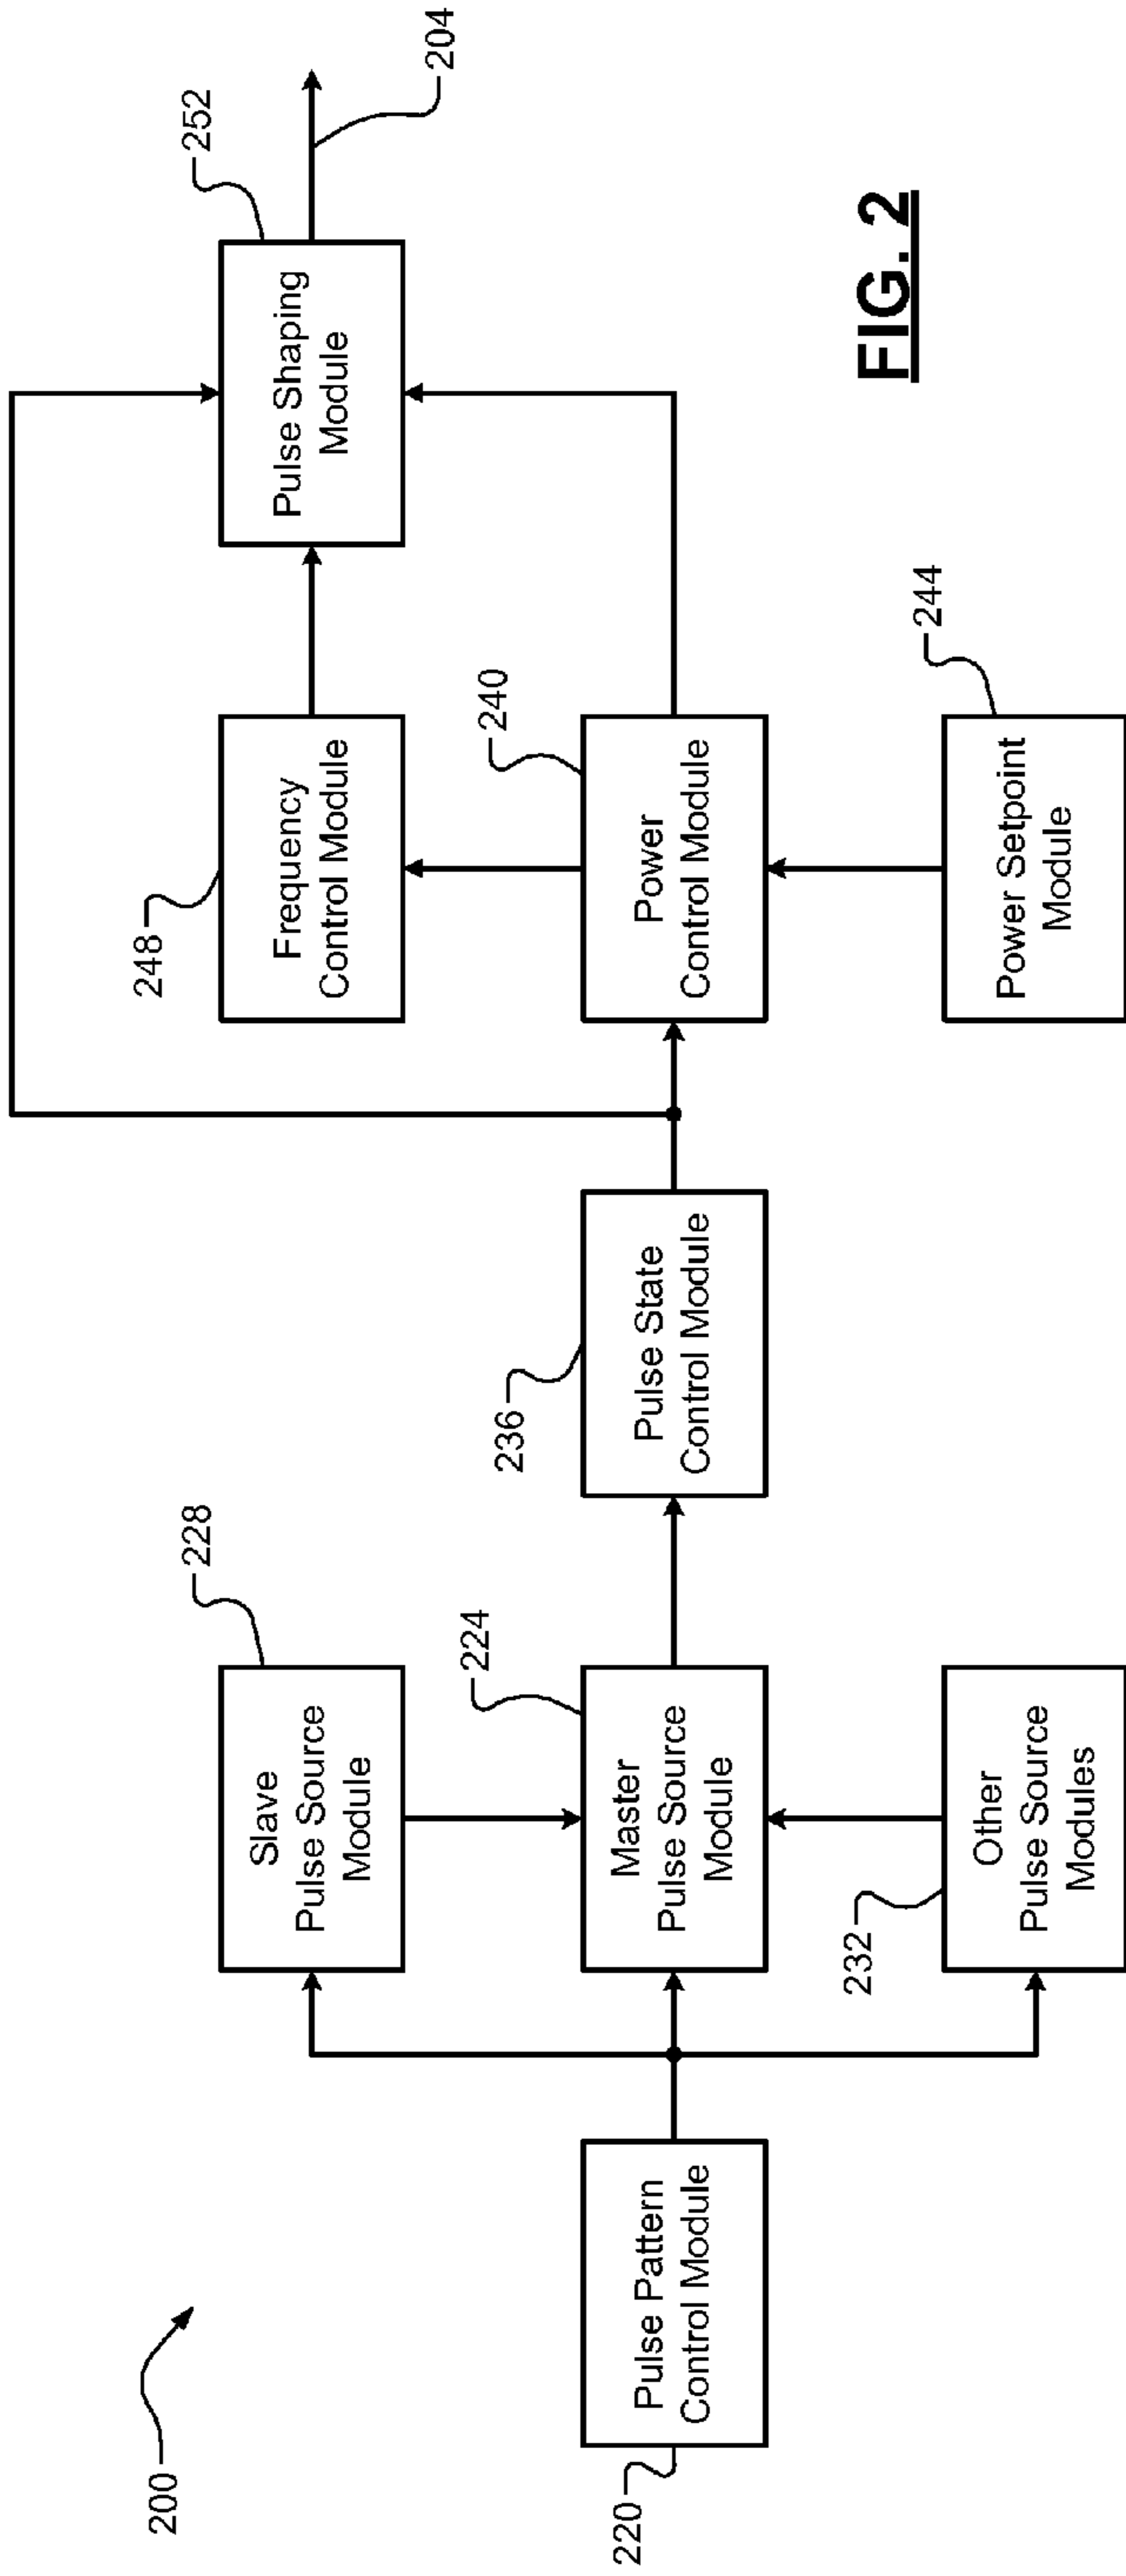 200
220
Pulse Pattern
Control Module
Slave
Pulse Source
Module
228
Master
Pulse Source
Module
224
Other
Pulse Source
Modules
232
Pulse State
Control Module
236
Frequency
Control Module
248
Power
Control Module
240
Power Setpoint
Module
244
Pulse Shaping
Module
252
204
FIG. 2